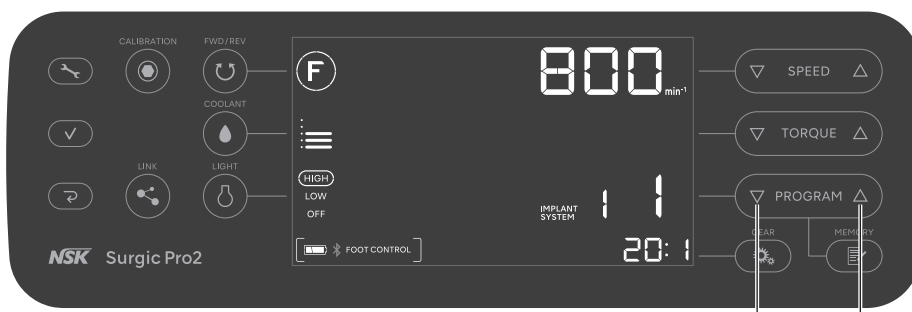 CALIBRATION FWD/REV
F
800 min⁻¹
SPEED
COOLANT
TORQUE
LINK LIGHT
HIGH
LOW
OFF
IMPLANT
SYSTEM 1 1
PROGRAM
GEAR MEMORY
NSK Surgic Pro2
FOOT CONTROL
20:1